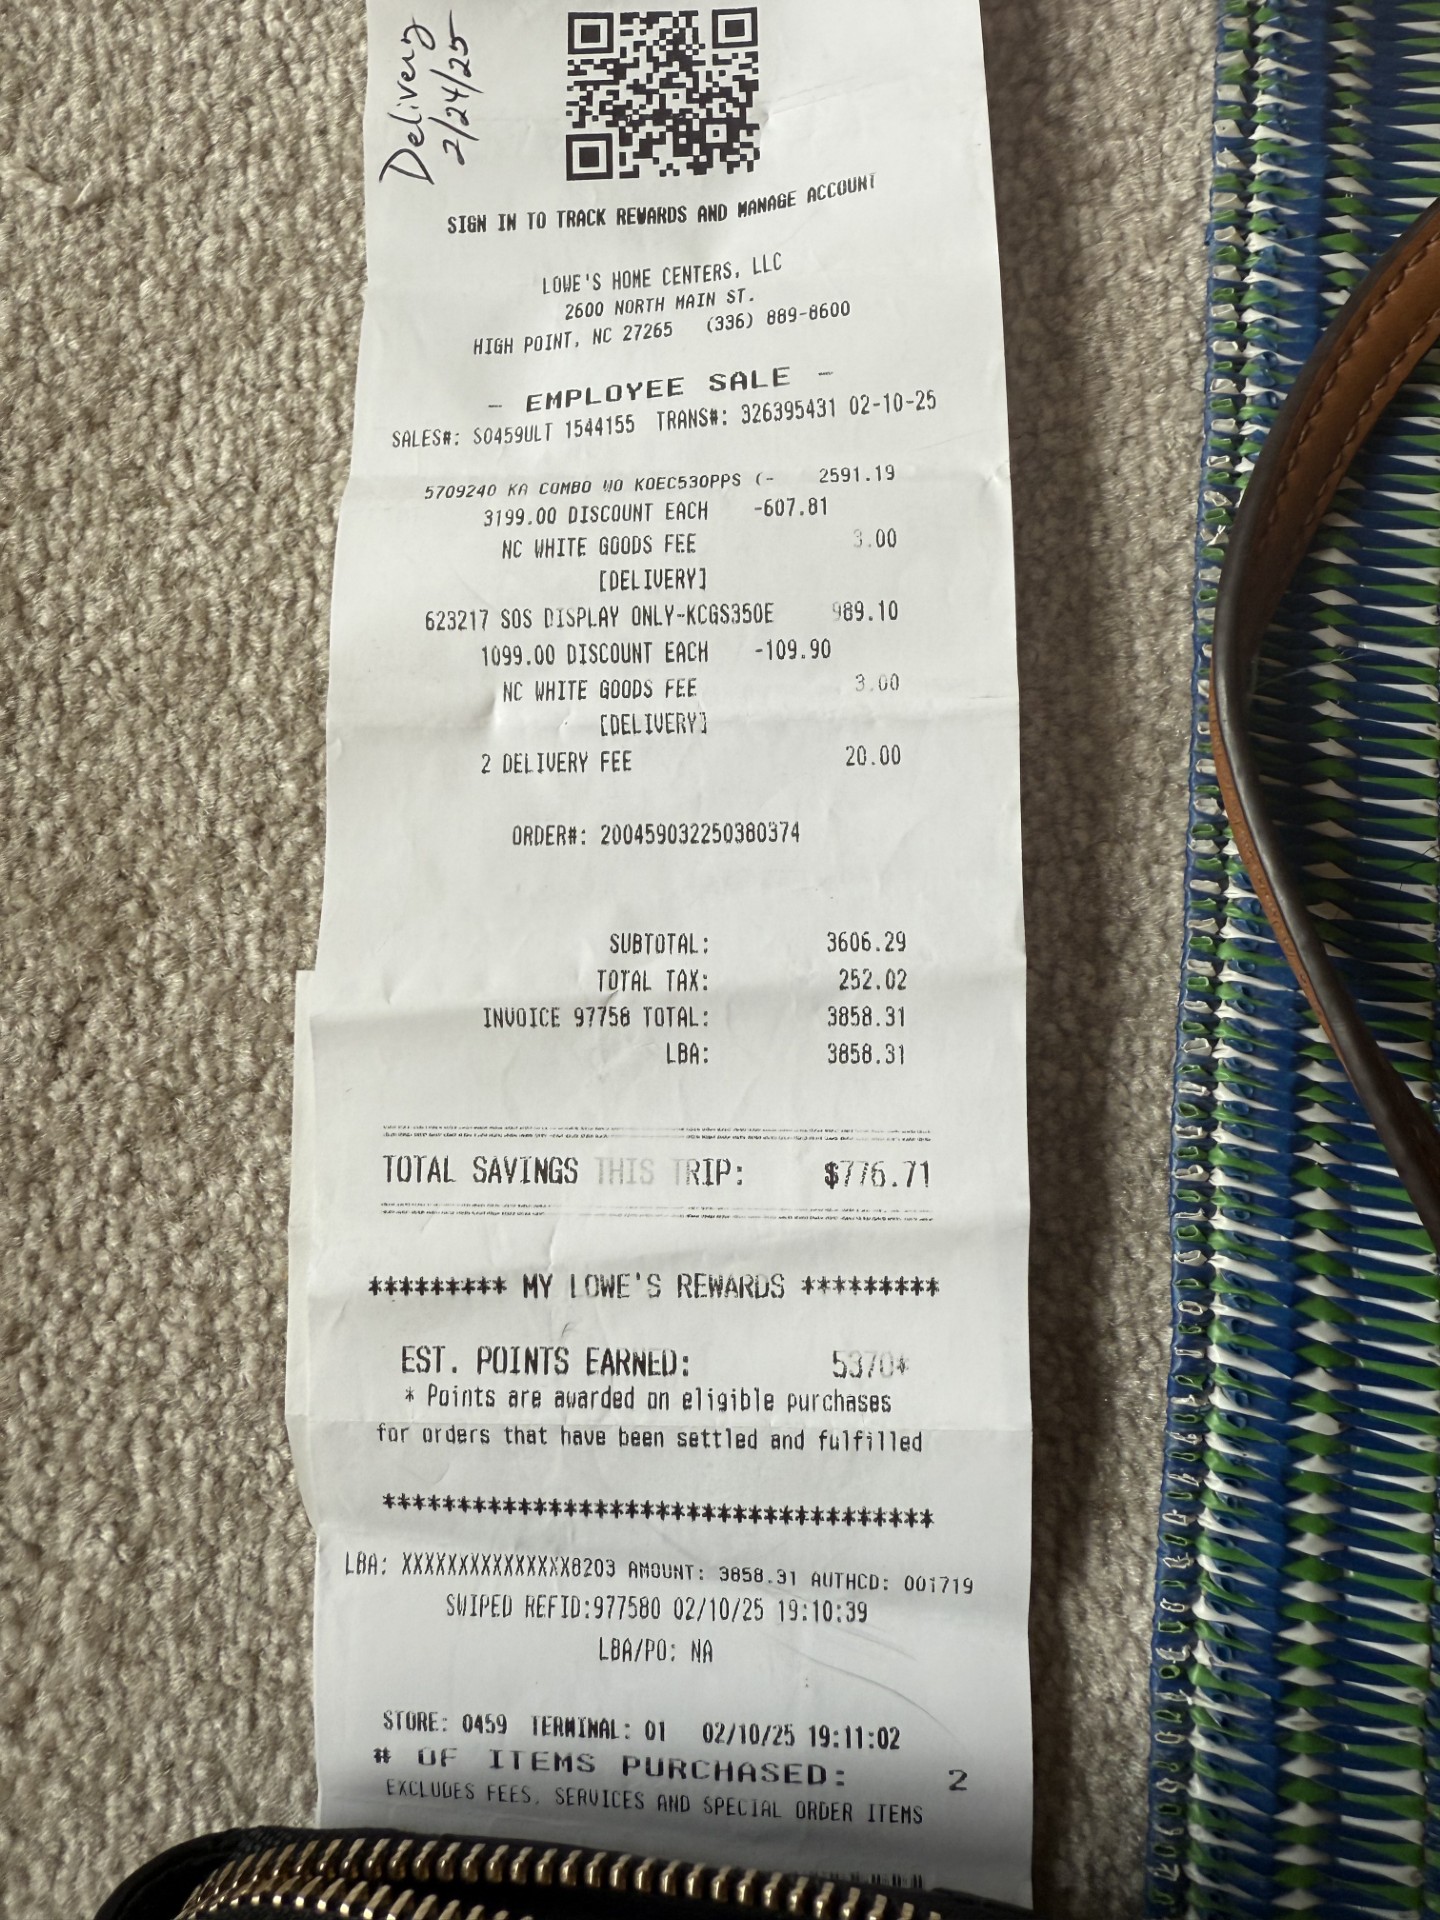 Delivery
2/24/25
SIGN IN TO TRACK REWARDS AND MANAGE ACCOUNT
LOWE'S HOME CENTERS, LLC
2600 NORTH MAIN ST.
HIGH POINT, NC 27265 (336) 889-8600
- EMPLOYEE SALE -
SALES#: S0459ULT 1544155 TRANS#: 326395431 02-10-25
5709240 KA COMBO WO KOEC530PPS (- 2591.19
3199.00 DISCOUNT EACH -607.81
NC WHITE GOODS FEE 3.00
[DELIVERY]
623217 SOS DISPLAY ONLY-KCGS350E 989.10
1099.00 DISCOUNT EACH -109.90
NC WHITE GOODS FEE 3.00
[DELIVERY]
2 DELIVERY FEE 20.00
ORDER#: 200459032250380374
SUBTOTAL: 3606.29
TOTAL TAX: 252.02
INVOICE 97758 TOTAL: 3858.31
LBA: 3858.31
TOTAL SAVINGS THIS TRIP: $776.71
********* MY LOWE'S REWARDS *********
EST. POINTS EARNED: 5370*
* Points are awarded on eligible purchases
for orders that have been settled and fulfilled
************************************
LBA: XXXXXXXXXXXXXXX8203 AMOUNT: 3858.31 AUTHCD: 001719
SWIPED REFID:977580 02/10/25 19:10:39
LBA/PO: NA
STORE: 0459 TERMINAL: 01 02/10/25 19:11:02
# OF ITEMS PURCHASED: 2
EXCLUDES FEES, SERVICES AND SPECIAL ORDER ITEMS